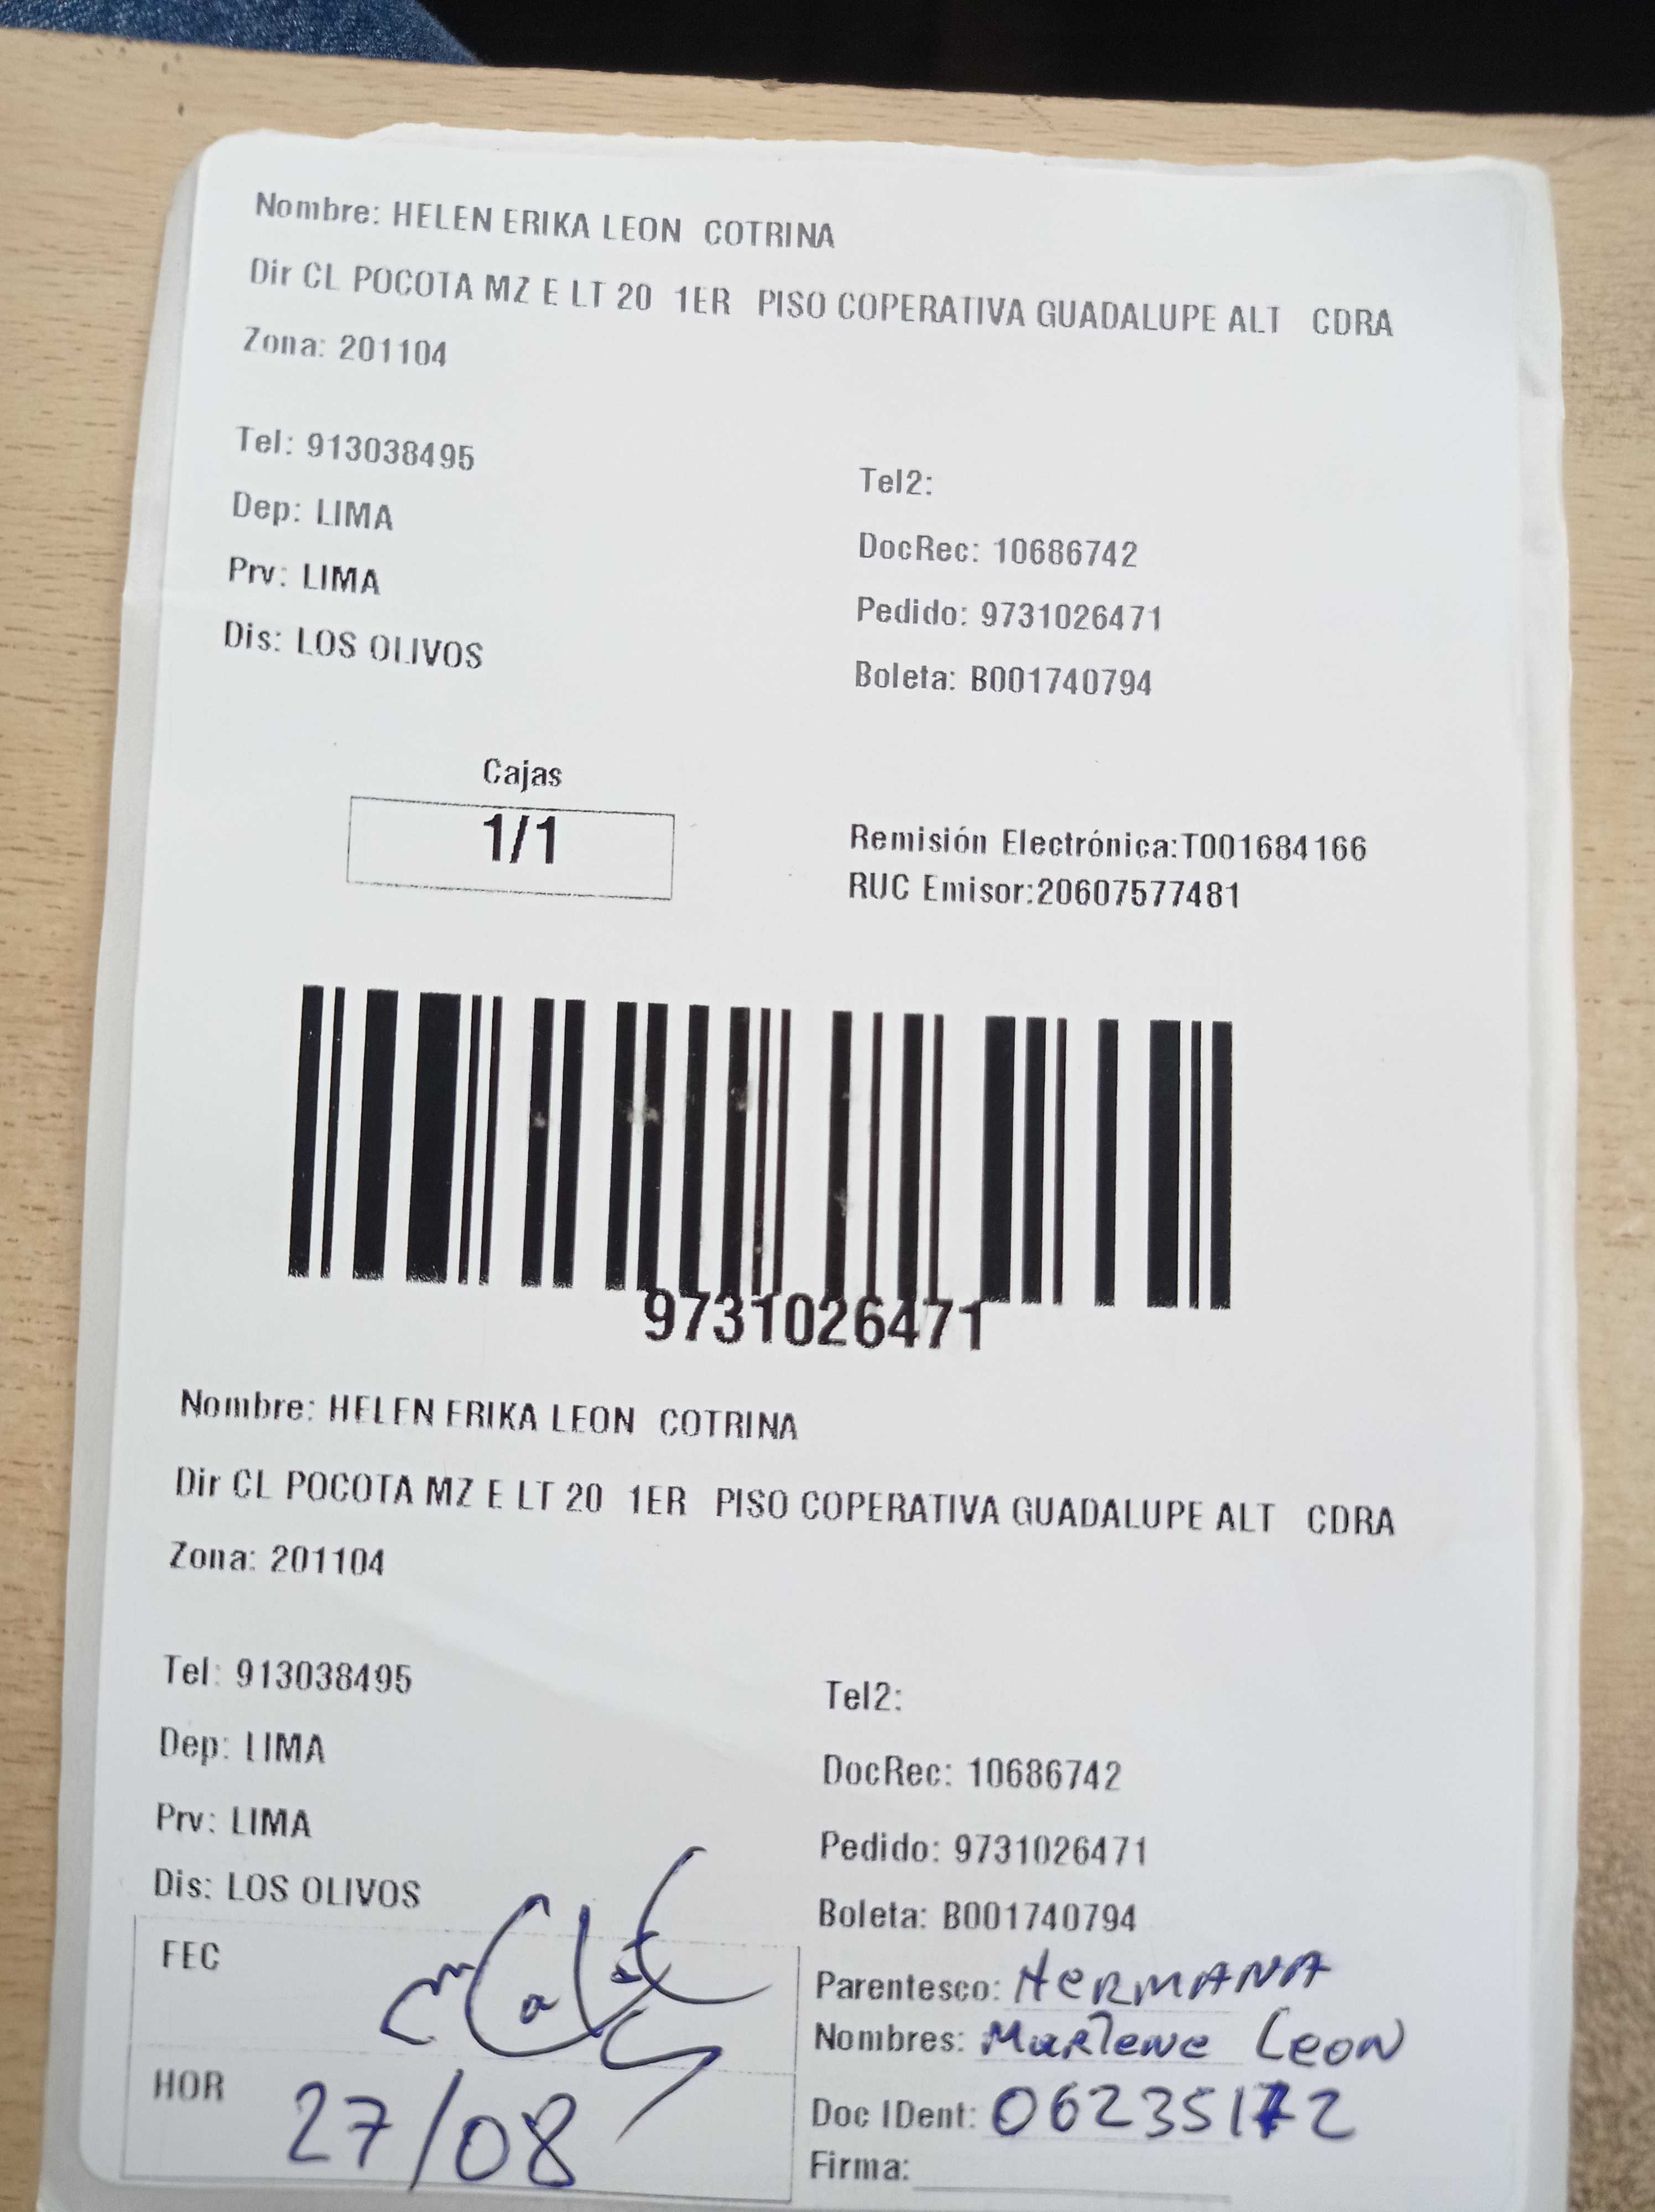 Nombre: HELEN ERIKA LEON COTRINA
Dir CL POCOTA MZ E LT 20 1ER PISO COPERATIVA GUADALUPE ALT CDRA
Zona: 201104
Tel: 913038495
Tel2:
Dep: LIMA
DocRec: 10686742
Prv: LIMA
Pedido: 9731026471
Dis: LOS OLIVOS
Boleta: B001740794
Cajas
1/1
Remisión Electrónica:T001684166
RUC Emisor:20607577481
9731026471
Nombre: HELEN ERIKA LEON COTRINA
Dir CL POCOTA MZ E LT 20 1ER PISO COPERATIVA GUADALUPE ALT CDRA
Zona: 201104
Tel: 913038495
Tel2:
Dep: LIMA
DocRec: 10686742
Prv: LIMA
Pedido: 9731026471
Dis: LOS OLIVOS
Boleta: B001740794
FEC
Parentesco: HERMANA
Nombres: Marlene Leon
HOR 27/08
Doc IDent: 06235172
Firma: